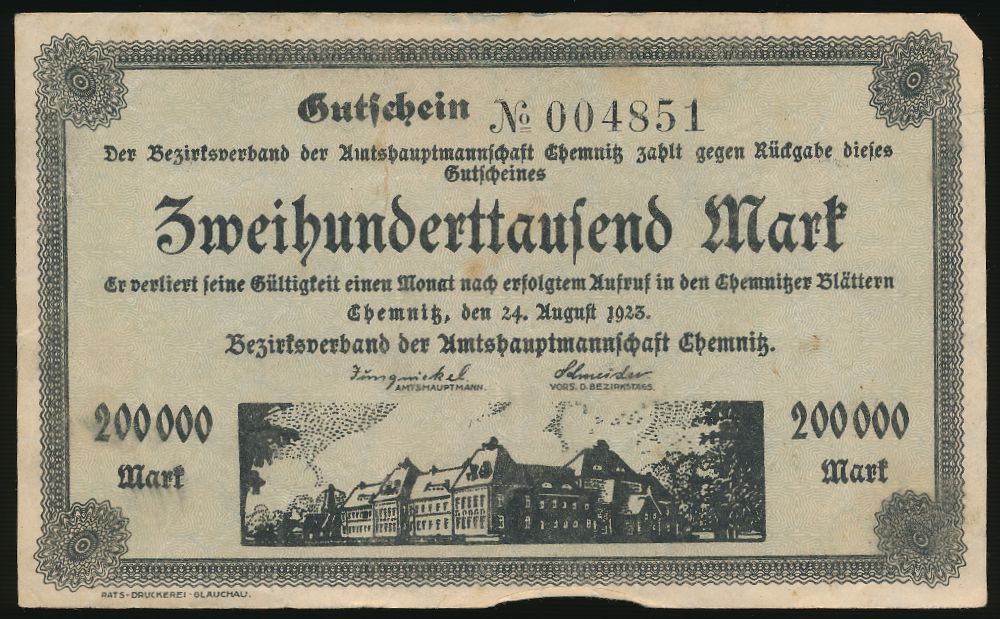 Gutschein № 004851
Der Bezirksverband der Amtshauptmannschaft Chemnitz zahlt gegen Rückgabe dieses
Gutscheines
Zweihunderttausend Mark
Er verliert seine Gültigkeit einen Monat nach erfolgtem Aufruf in den Chemnitzer Blättern
Chemnitz, den 24. August 1923.
Bezirksverband der Amtshauptmannschaft Chemnitz.
Jungnickel Schneider
AMTSHAUPTMANN. VORS. D. BEZIRKSTAGS.
200000 200000
Mark Mark
RATS-DRUCKEREI-GLAUCHAU.